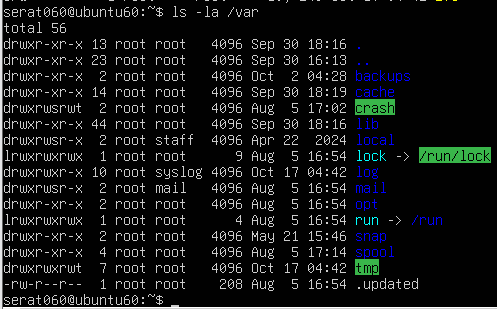 serat060@ubuntu60:~$ ls -la /var
total 56
drwxr-xr-x 13 root root 4096 Sep 30 18:16 .
drwxr-xr-x 23 root root 4096 Sep 30 16:13 ..
drwxr-xr-x 2 root root 4096 Oct 2 04:28 backups
drwxr-xr-x 14 root root 4096 Sep 30 18:19 cache
drwxrwsrwt 2 root root 4096 Aug 5 17:02 crash
drwxr-xr-x 44 root root 4096 Sep 30 18:16 lib
drwxrwsr-x 2 root staff 4096 Apr 22 2024 local
lrwxrwxrwx 1 root root 9 Aug 5 16:54 lock -> /run/lock
drwxrwxr-x 10 root syslog 4096 Oct 17 04:42 log
drwxrwsr-x 2 root mail 4096 Aug 5 16:54 mail
drwxr-xr-x 2 root root 4096 Aug 5 16:54 opt
lrwxrwxrwx 1 root root 4 Aug 5 16:54 run -> /run
drwxr-xr-x 2 root root 4096 May 21 15:46 snap
drwxr-xr-x 4 root root 4096 Aug 5 17:14 spool
drwxrwxrwt 7 root root 4096 Oct 17 04:42 tmp
-rw-r--r-- 1 root root 208 Aug 5 16:54 .updated
serat060@ubuntu60:~$